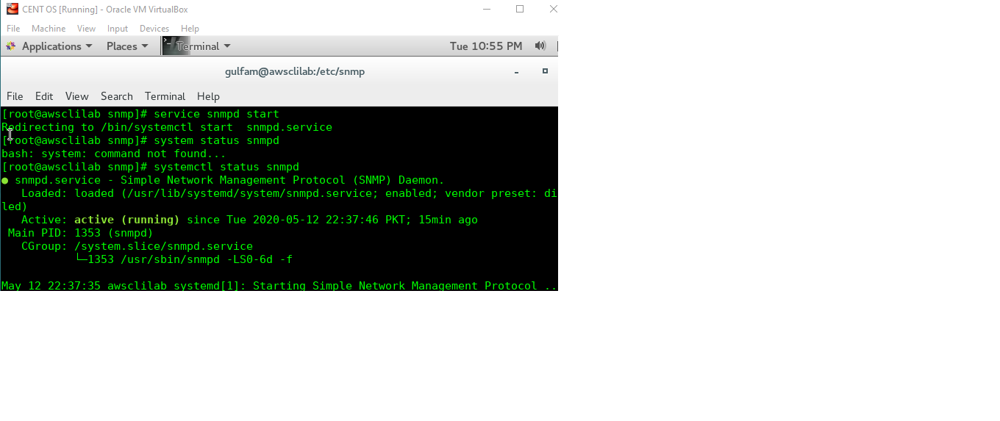 CENT OS [Running] - Oracle VM VirtualBox
File Machine View Input Devices Help
Applications Places Terminal Tue 10:55 PM
gulfam@awsclilab:/etc/snmp
File Edit View Search Terminal Help
[root@awsclilab snmp]# service snmpd start
Redirecting to /bin/systemctl start  snmpd.service
[root@awsclilab snmp]# system status snmpd
bash: system: command not found...
[root@awsclilab snmp]# systemctl status snmpd
● snmpd.service - Simple Network Management Protocol (SNMP) Daemon.
   Loaded: loaded (/usr/lib/systemd/system/snmpd.service; enabled; vendor preset: di
led)
   Active: active (running) since Tue 2020-05-12 22:37:46 PKT; 15min ago
 Main PID: 1353 (snmpd)
   CGroup: /system.slice/snmpd.service
           └─1353 /usr/sbin/snmpd -LS0-6d -f
May 12 22:37:35 awsclilab systemd[1]: Starting Simple Network Management Protocol ..